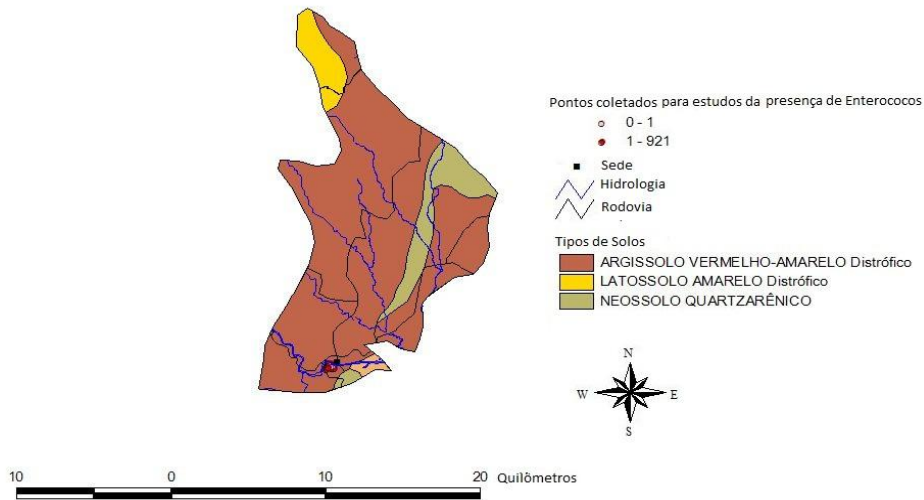 Pontos coletados para estudos da presença de Enterococos
0 - 1
1 - 921
Sede
Hidrologia
Rodovia
Tipos de Solos
ARGISSOLO VERMELHO-AMARELO Distrófico
LATOSSOLO AMARELO Distrófico
NEOSSOLO QUARTZARÊNICO
N
W E
S
10 0 10 20 Quilômetros